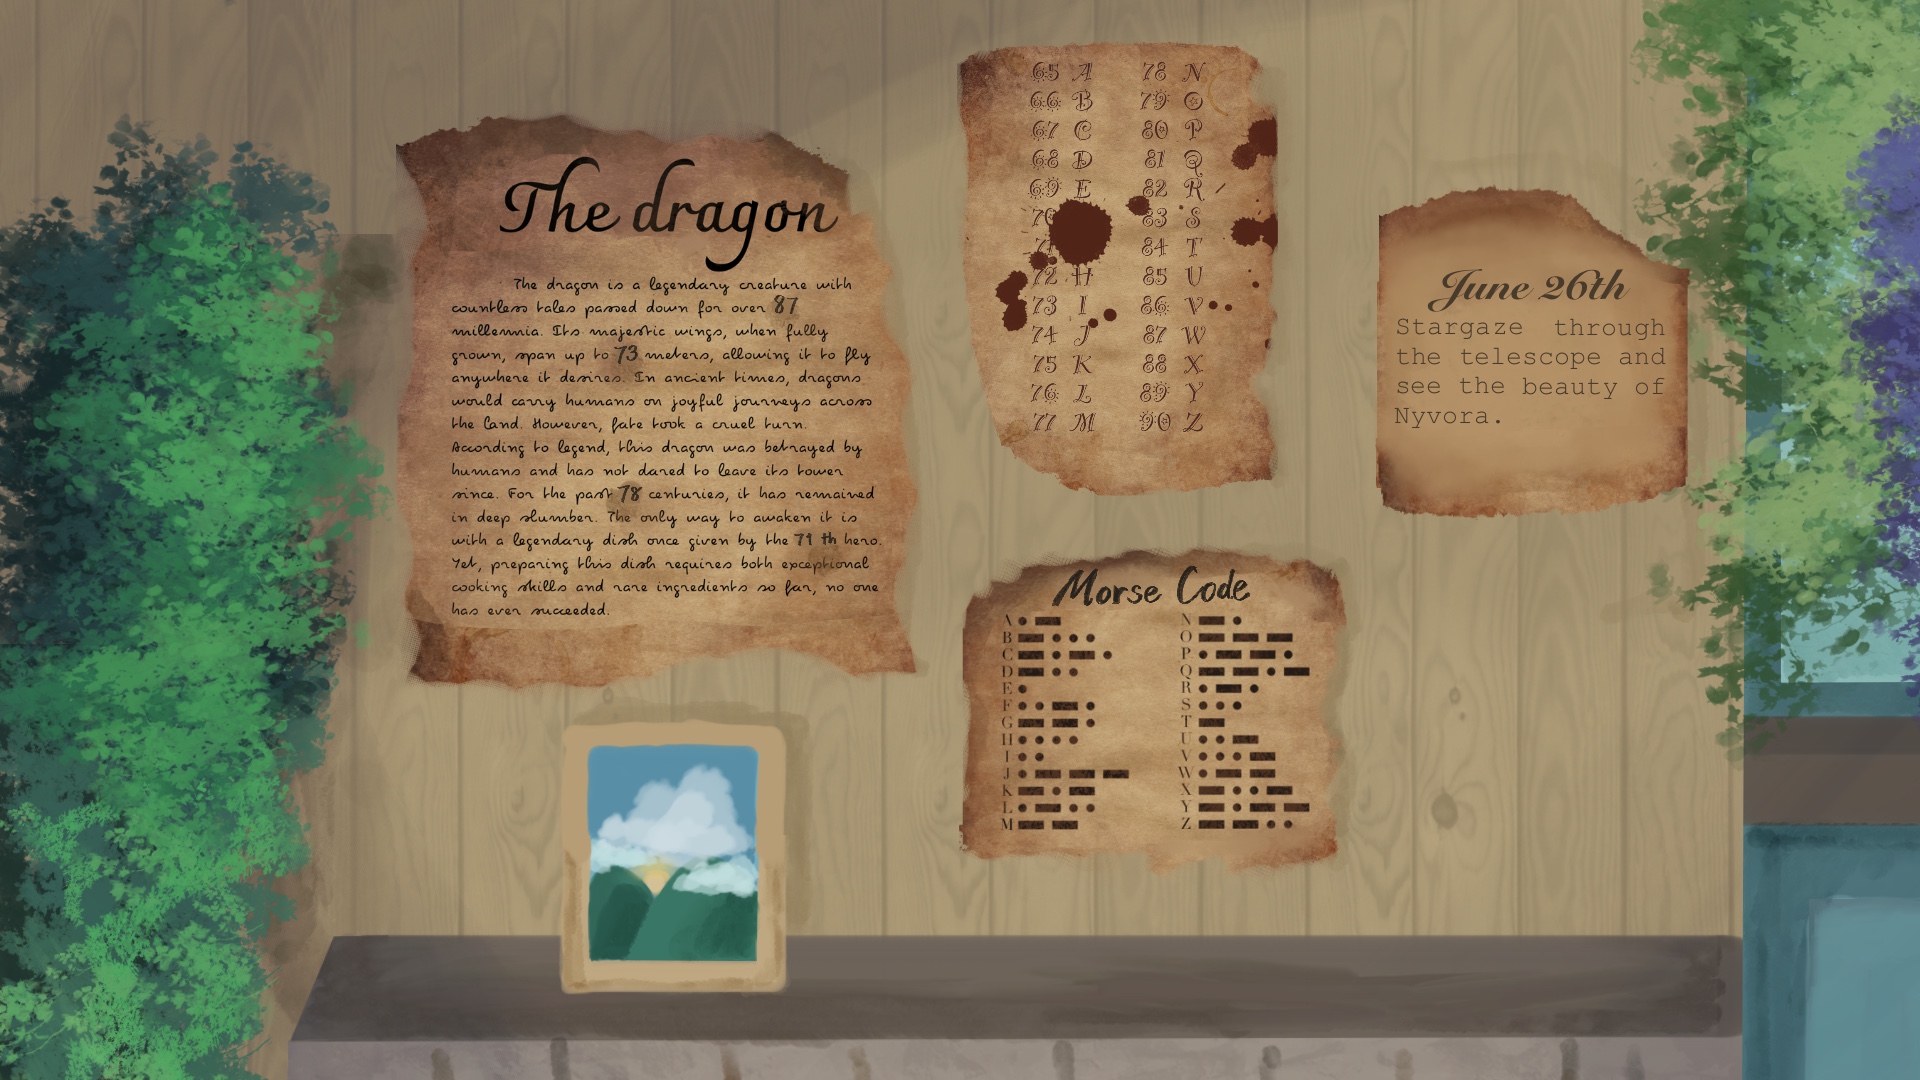 The dragon
The dragon is a legendary creature with
countless tales passed down for over 87
millennia. Its majestic wings, when fully
grown, span up to 73 meters, allowing it to fly
anywhere it desires. In ancient times, dragons
would carry humans on joyful journeys across
the land. However, fate took a cruel turn.
According to legend, this dragon was betrayed by
humans and has not dared to leave its tower
since. For the past 78 centuries, it has remained
in deep slumber. The only way to awaken it is
with a legendary dish once given by the 71 th hero.
Yet, preparing this dish requires both exceptional
cooking skills and rare ingredients so far, no one
has ever succeeded.
65 A 78 N
66 B 79 O
67 C 80 P
68 D 81 Q
69 E 82 R
83 S
84 T
72 H 85 U
73 I 86 V
74 J 87 W
75 K 88 X
76 L 89 Y
77 M 90 Z
June 26th
Stargaze through
the telescope and
see the beauty of
Nyvora.
Morse Code
A N
B O
C P
D Q
E R
F S
G T
H U
I V
J W
K X
L Y
M Z